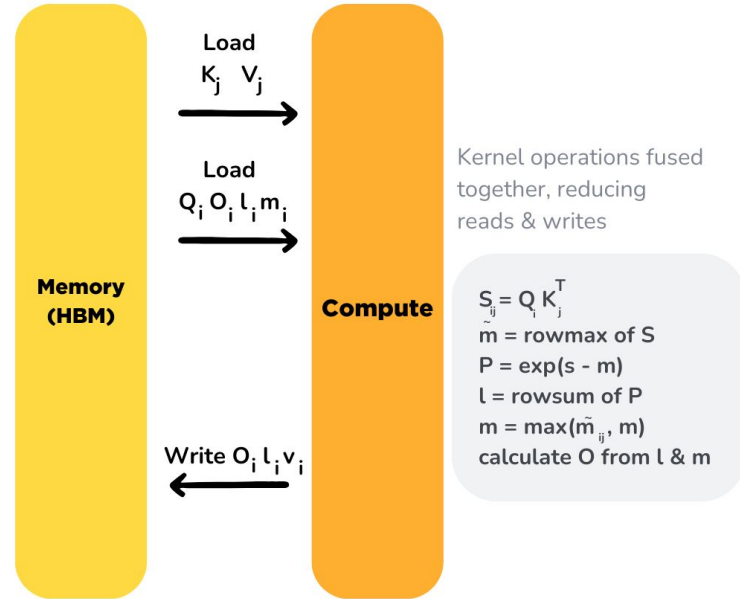 Load
Kj Vj
Load
Qi Oi li mi
Memory
(HBM)
Compute
Write Oi li vi
Kernel operations fused
together, reducing
reads & writes
Sij = Qi Kj^T
m̃ = rowmax of S
P = exp(s - m)
l = rowsum of P
m = max(m̃ij, m)
calculate O from l & m